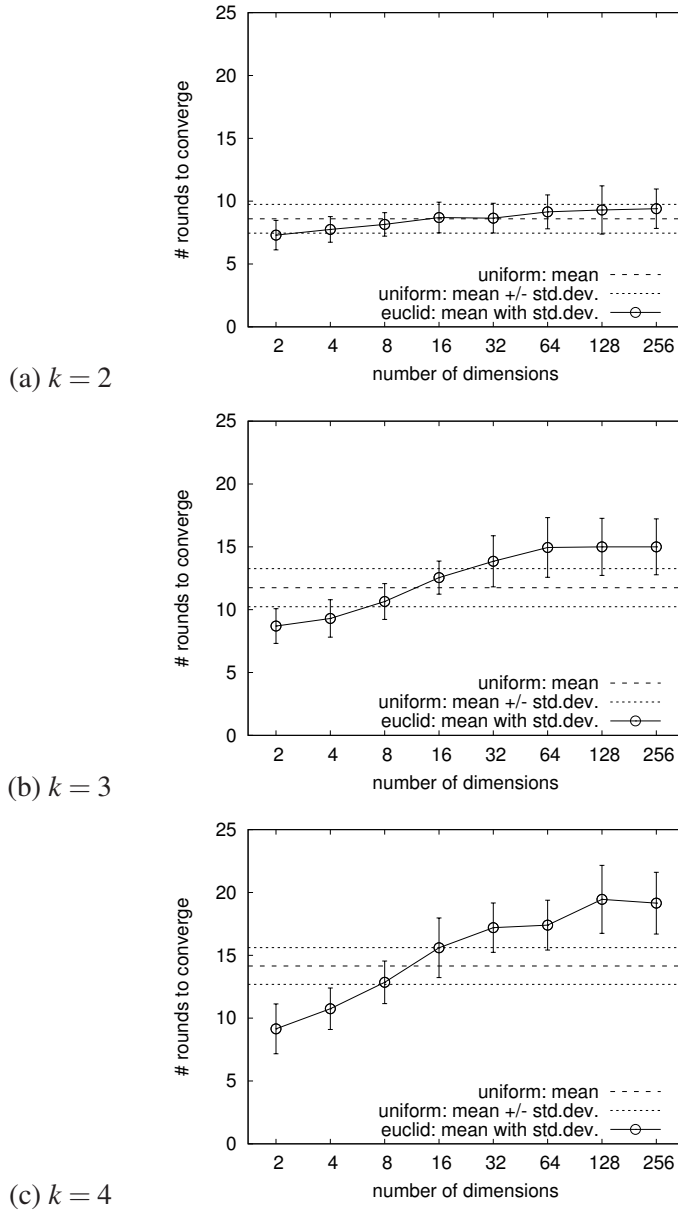 25
20
15
10
5
0
# rounds to converge
uniform: mean
uniform: mean +/- std.dev.
euclid: mean with std.dev.
2 4 8 16 32 64 128 256
number of dimensions
(a) k = 2
25
20
15
10
5
0
# rounds to converge
uniform: mean
uniform: mean +/- std.dev.
euclid: mean with std.dev.
2 4 8 16 32 64 128 256
number of dimensions
(b) k = 3
25
20
15
10
5
0
# rounds to converge
uniform: mean
uniform: mean +/- std.dev.
euclid: mean with std.dev.
2 4 8 16 32 64 128 256
number of dimensions
(c) k = 4